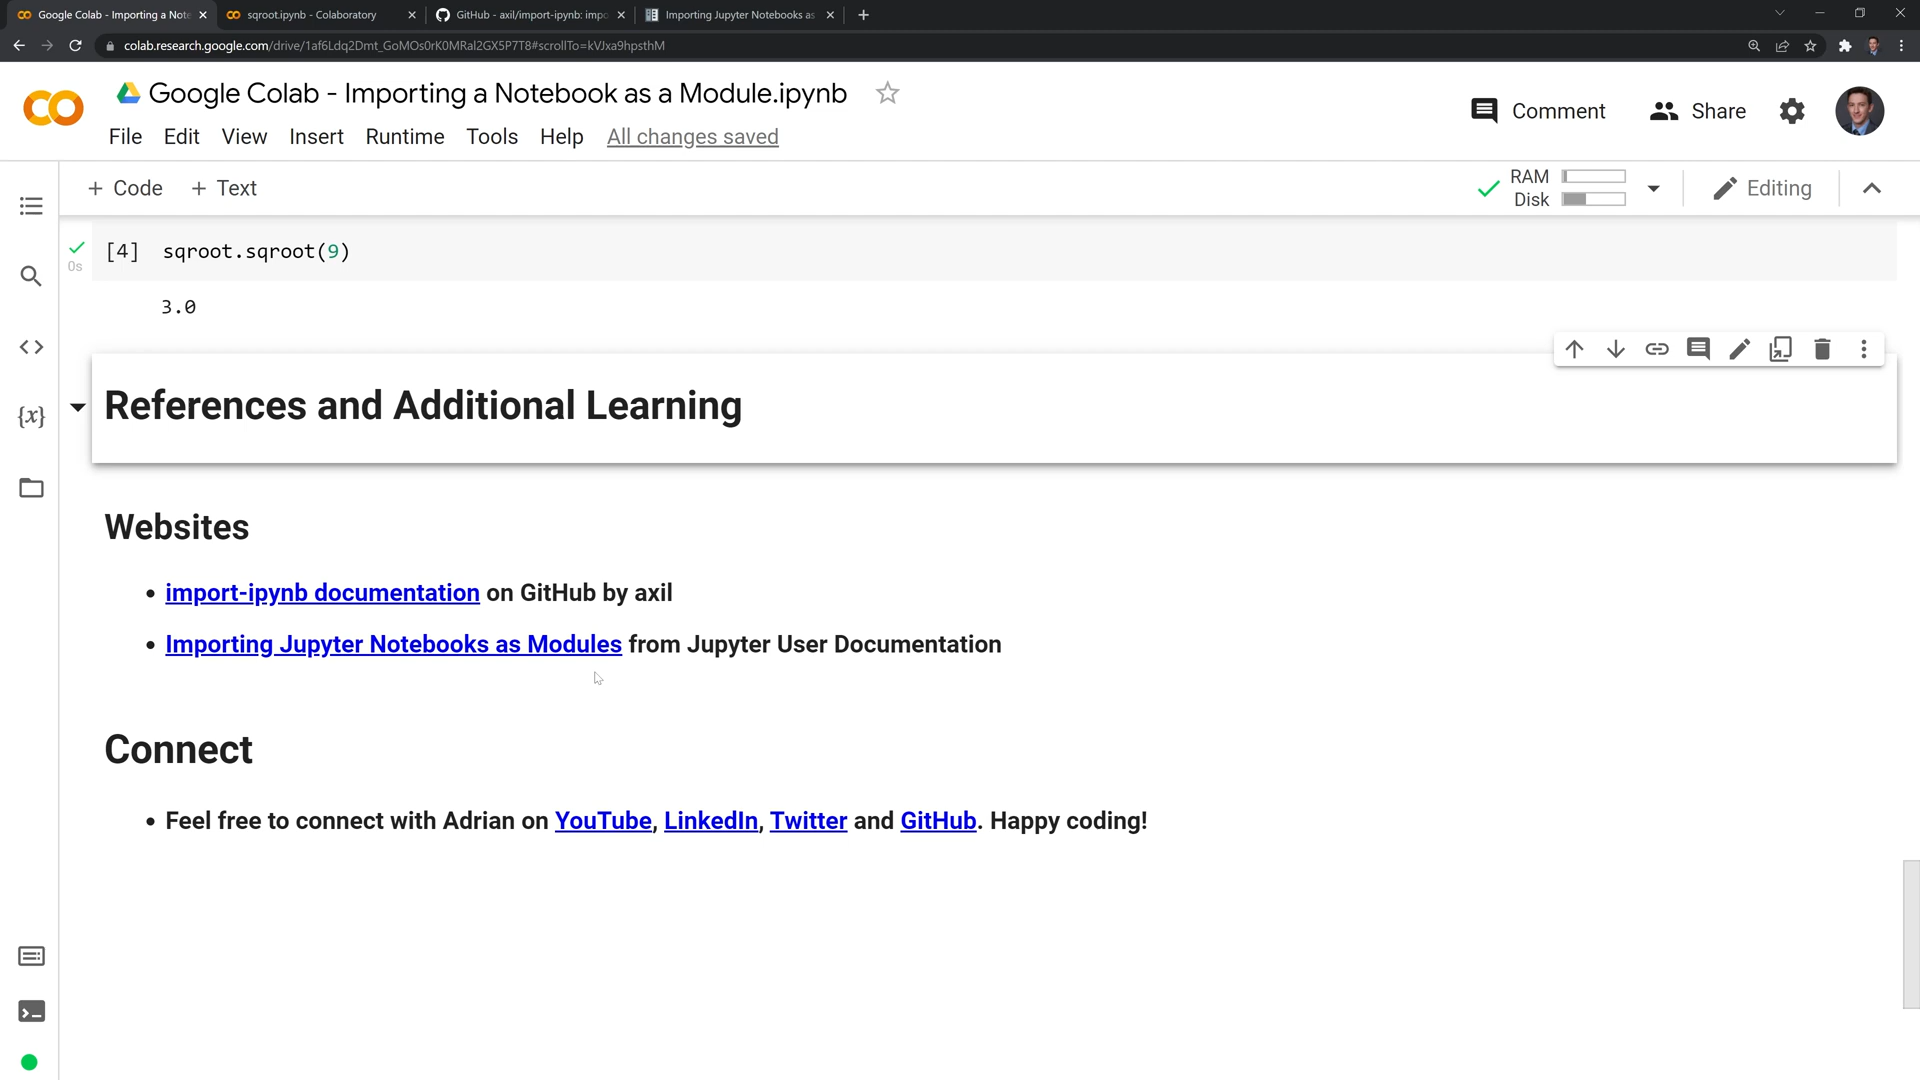 Google Colab - Importing a Note
sqroot.ipynb - Colaboratory
GitHub - axil/import-ipynb: impo
Importing Jupyter Notebooks as
colab.research.google.com/drive/1af6Ldq2Dmt_GoMOs0rK0MRal2GX5P7T8#scrollTo=kVJxa9hpsthM
Google Colab - Importing a Notebook as a Module.ipynb
Comment
Share
File Edit View Insert Runtime Tools Help All changes saved
+ Code + Text
RAM
Disk
Editing
[4] sqroot.sqroot(9)
0s
3.0
{x}
References and Additional Learning
Websites
• import-ipynb documentation on GitHub by axil
• Importing Jupyter Notebooks as Modules from Jupyter User Documentation
Connect
• Feel free to connect with Adrian on YouTube, LinkedIn, Twitter and GitHub. Happy coding!